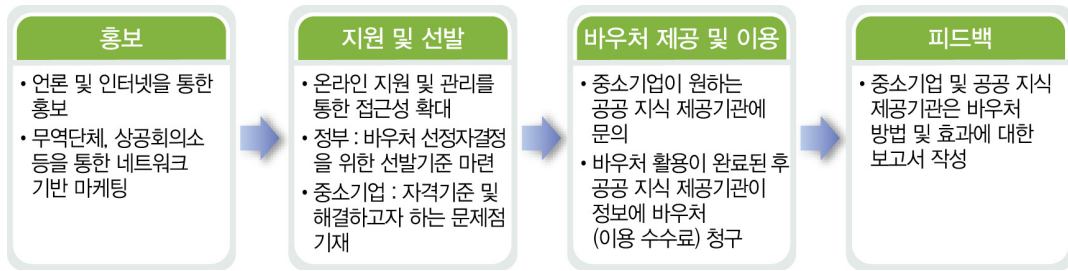 홍보
• 언론 및 인터넷을 통한
홍보
• 무역단체, 상공회의소
등을 통한 네트워크
기반 마케팅
지원 및 선발
• 온라인 지원 및 관리를
통한 접근성 확대
• 정부 : 바우처 선정자결정
을 위한 선발기준 마련
• 중소기업 : 자격기준 및
해결하고자 하는 문제점
기재
바우처 제공 및 이용
• 중소기업이 원하는
공공 지식 제공기관에
문의
• 바우처 활용이 완료된 후
공공 지식 제공기관이
정보에 바우처
(이용 수수료) 청구
피드백
• 중소기업 및 공공 지식
제공기관은 바우처
방법 및 효과에 대한
보고서 작성